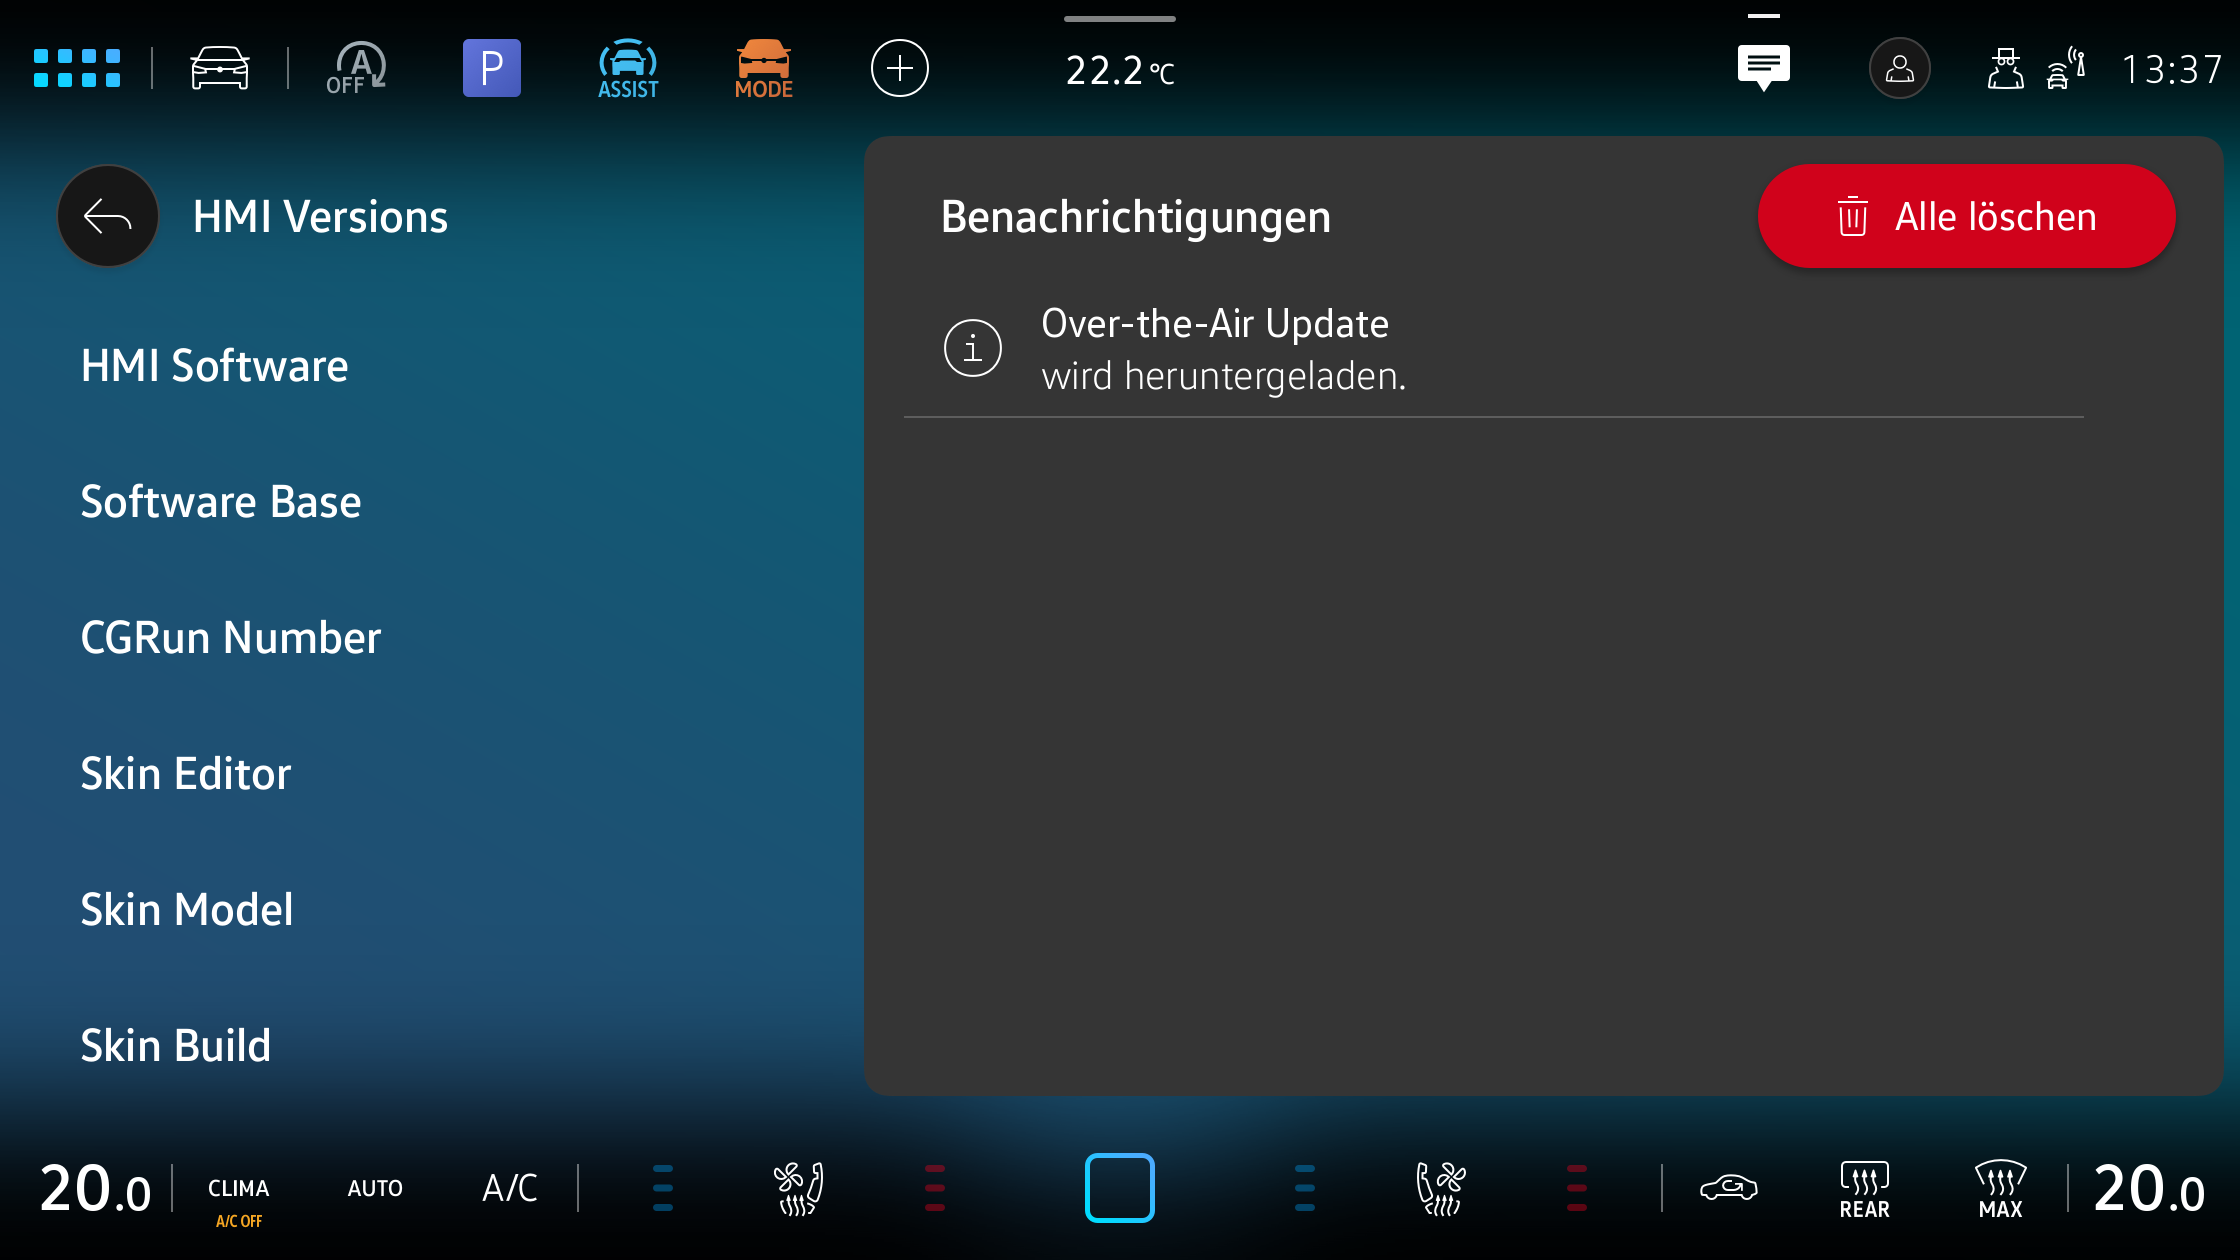 A
OFF
P
ASSIST
MODE
22.2 °C
13:37
HMI Versions
HMI Software
Software Base
CGRun Number
Skin Editor
Skin Model
Skin Build
Benachrichtigungen
Alle löschen
i
Over-the-Air Update
wird heruntergeladen.
20.0
CLIMA
A/C OFF
AUTO
A/C
REAR
MAX
20.0